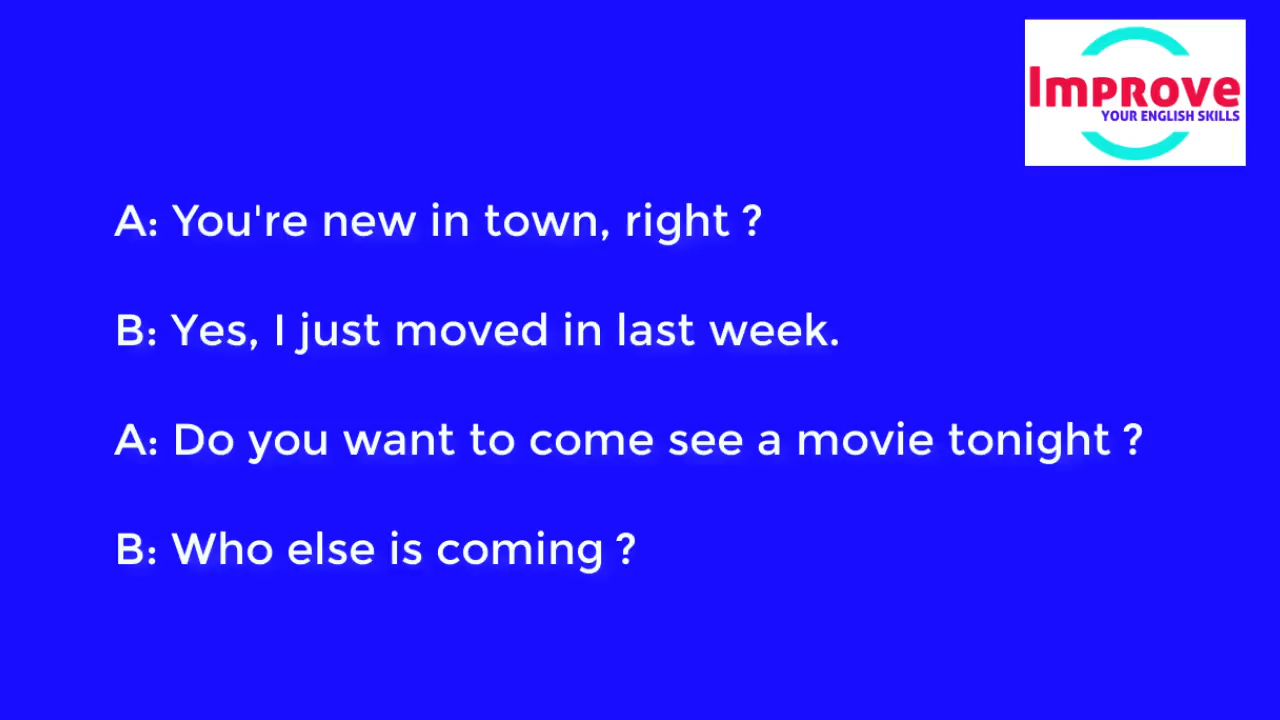 Improve
YOUR ENGLISH SKILLS
A: You're new in town, right ?
B: Yes, I just moved in last week.
A: Do you want to come see a movie tonight ?
B: Who else is coming ?